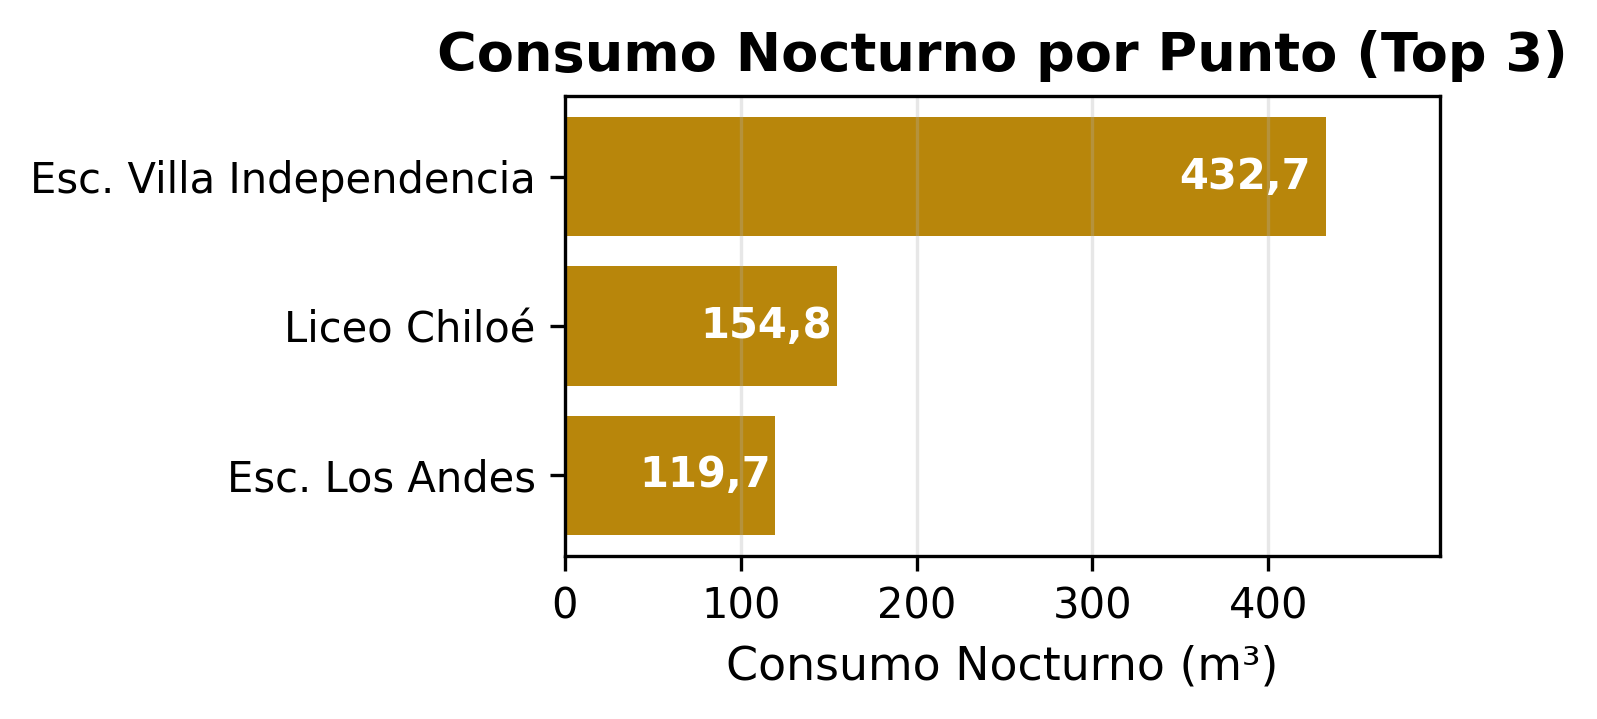 Consumo Nocturno por Punto (Top 3)
Esc. Villa Independencia
432,7
Liceo Chiloé
154,8
Esc. Los Andes
119,7
0 100 200 300 400
Consumo Nocturno (m³)